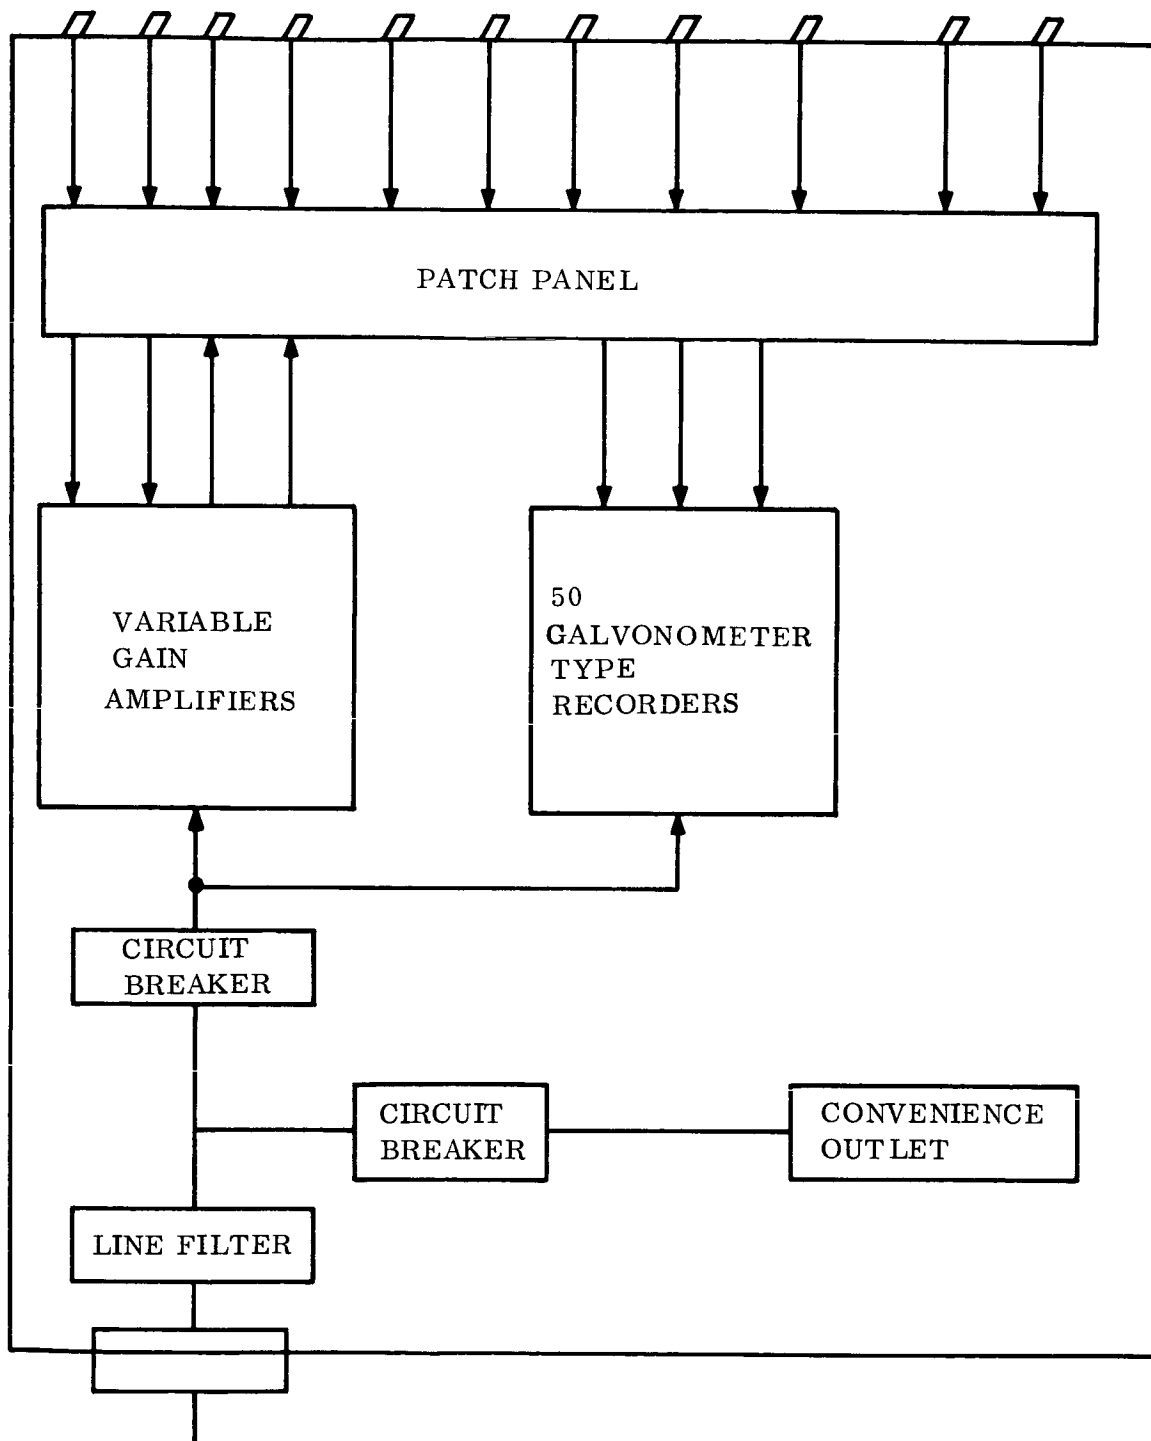 PATCH PANEL
VARIABLE
GAIN
AMPLIFIERS
50
GALVONOMETER
TYPE
RECORDERS
CIRCUIT
BREAKER
CIRCUIT
BREAKER
CONVENIENCE
OUTLET
LINE FILTER